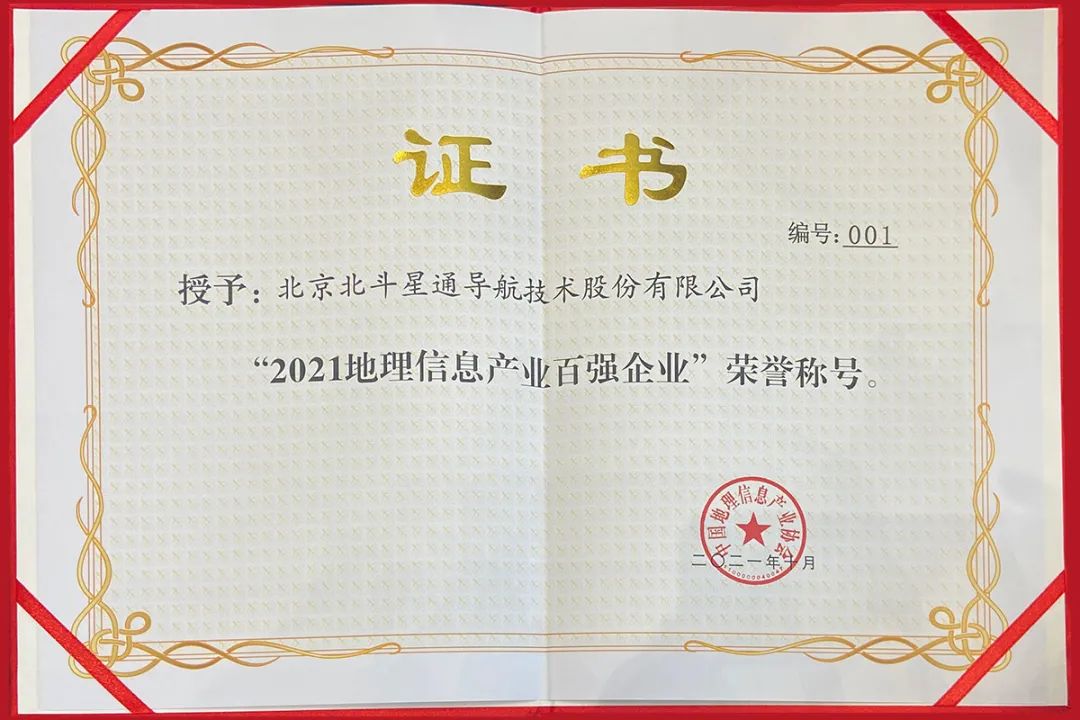 证书
编号：001
授予：北京北斗星通导航技术股份有限公司
“2021地理信息产业百强企业”荣誉称号。
中国地理信息产业协会
二〇二一年十月